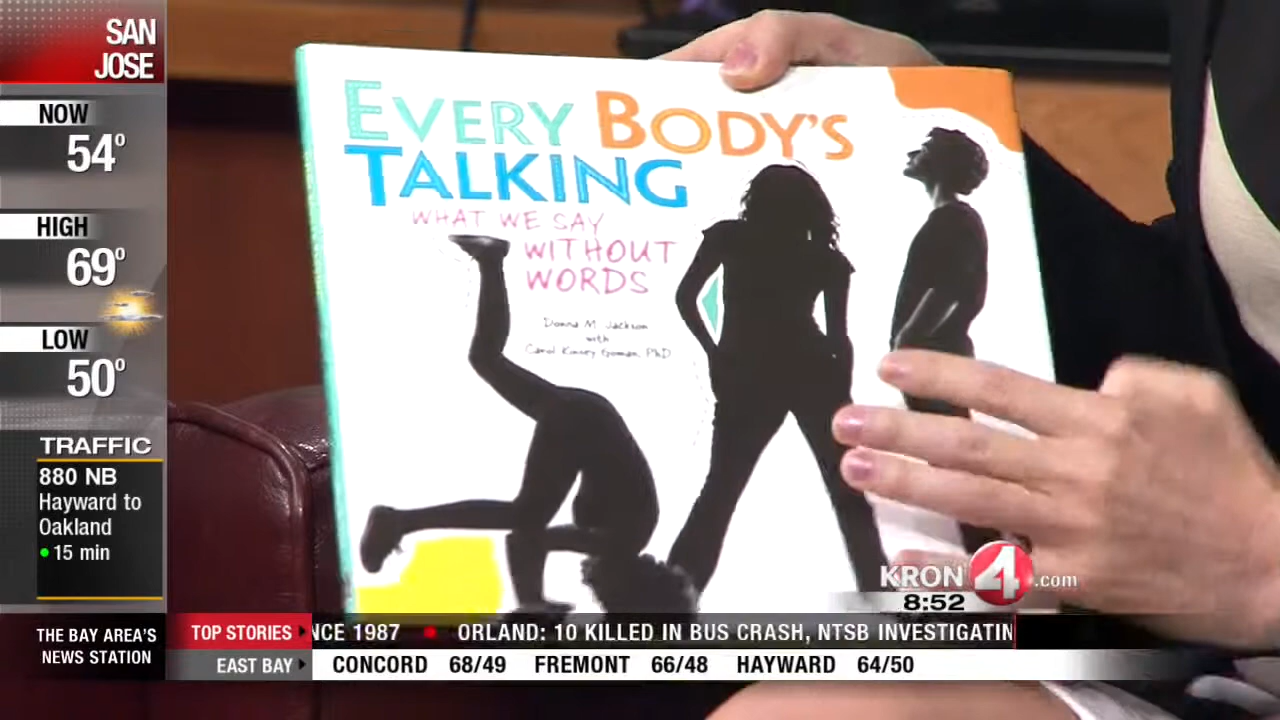 SAN
JOSE
NOW
54°
HIGH
69°
LOW
50°
TRAFFIC
880 NB
Hayward to
Oakland
15 min
THE BAY AREA'S
NEWS STATION
EVERY BODY'S
TALKING
WHAT WE SAY
WITHOUT
WORDS
Donna M. Jackson
with
Carol Kinsey Goman, PhD
KRON 4.com
8:52
TOP STORIES NCE 1987 • ORLAND: 10 KILLED IN BUS CRASH, NTSB INVESTIGATIN
EAST BAY CONCORD 68/49 FREMONT 66/48 HAYWARD 64/50